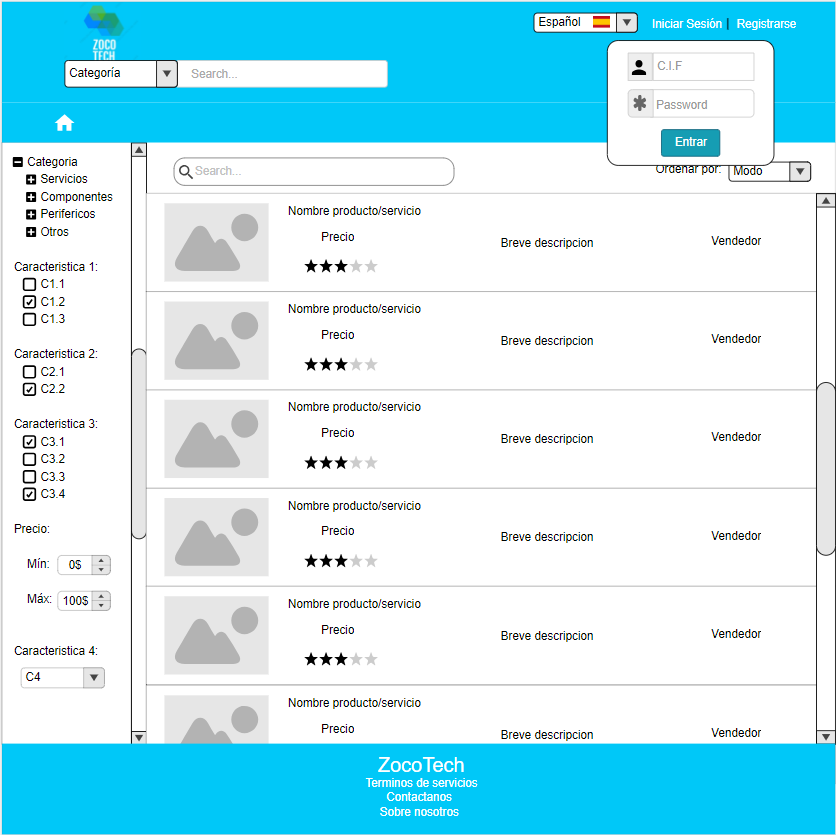 ZOCO
TECH
Español
Iniciar Sesión | Registrarse
Categoría
Search...
C.I.F
Password
Entrar
Search...
Ordenar por:
Modo
Categoria
Servicios
Componentes
Perifericos
Otros
Caracteristica 1:
C1.1
C1.2
C1.3
Caracteristica 2:
C2.1
C2.2
Caracteristica 3:
C3.1
C3.2
C3.3
C3.4
Precio:
Mín: 0$
Máx: 100$
Caracteristica 4:
C4
Nombre producto/servicio
Precio
Breve descripcion
Vendedor
Nombre producto/servicio
Precio
Breve descripcion
Vendedor
Nombre producto/servicio
Precio
Breve descripcion
Vendedor
Nombre producto/servicio
Precio
Breve descripcion
Vendedor
Nombre producto/servicio
Precio
Breve descripcion
Vendedor
Nombre producto/servicio
Precio
Breve descripcion
Vendedor
ZocoTech
Terminos de servicios
Contactanos
Sobre nosotros